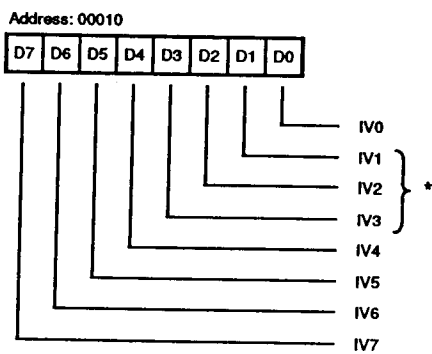 Address: 00010
D7 D6 D5 D4 D3 D2 D1 D0
IV0
IV1
IV2 *
IV3
IV4
IV5
IV6
IV7